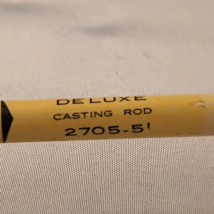 DELUXE
CASTING ROD
2705-5'